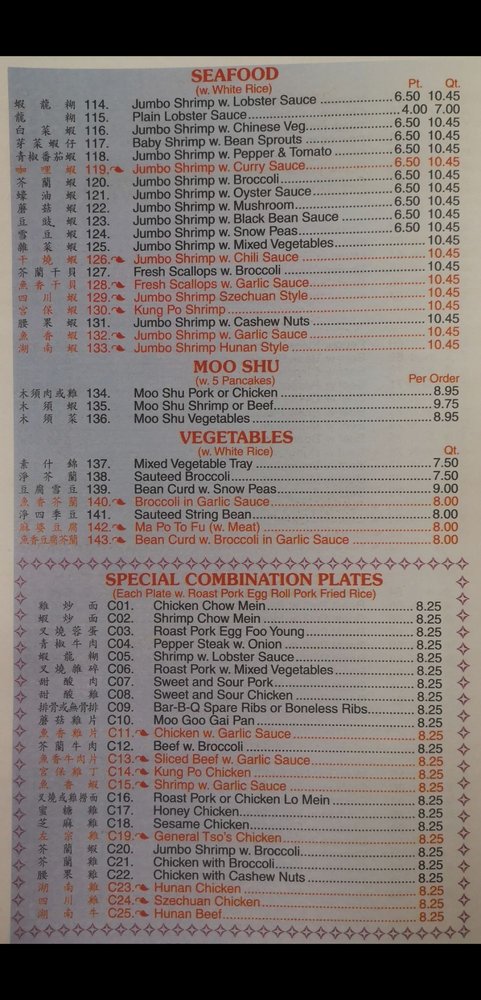 SEAFOOD
(w. White Rice) Pt. Qt.
蝦龍糊 114. Jumbo Shrimp w. Lobster Sauce 6.50 10.45
龍糊 115. Plain Lobster Sauce 4.00 7.00
白菜蝦 116. Jumbo Shrimp w. Chinese Veg. 6.50 10.45
芽菜蝦仔 117. Baby Shrimp w. Bean Sprouts 6.50 10.45
青椒番茄蝦 118. Jumbo Shrimp w. Pepper & Tomato 6.50 10.45
咖喱蝦 119. Jumbo Shrimp w. Curry Sauce 6.50 10.45
芥蘭蝦 120. Jumbo Shrimp w. Broccoli 6.50 10.45
蠔油蝦 121. Jumbo Shrimp w. Oyster Sauce 6.50 10.45
蘑菇蝦 122. Jumbo Shrimp w. Mushroom 6.50 10.45
豆豉蝦 123. Jumbo Shrimp w. Black Bean Sauce 6.50 10.45
雪豆蝦 124. Jumbo Shrimp w. Snow Peas 6.50 10.45
雜菜蝦 125. Jumbo Shrimp w. Mixed Vegetables 10.45
干燒蝦 126. Jumbo Shrimp w. Chili Sauce 10.45
芥蘭干貝 127. Fresh Scallops w. Broccoli 10.45
魚香干貝 128. Fresh Scallops w. Garlic Sauce 10.45
四川蝦 129. Jumbo Shrimp Szechuan Style 10.45
宮保蝦 130. Kung Po Shrimp 10.45
腰果蝦 131. Jumbo Shrimp w. Cashew Nuts 10.45
魚香蝦 132. Jumbo Shrimp w. Garlic Sauce 10.45
湖南蝦 133. Jumbo Shrimp Hunan Style 10.45
MOO SHU
(w. 5 Pancakes) Per Order
木須肉或雞 134. Moo Shu Pork or Chicken 8.95
木須蝦 135. Moo Shu Shrimp or Beef 9.75
木須菜 136. Moo Shu Vegetables 8.95
VEGETABLES
(w. White Rice) Qt.
素什錦 137. Mixed Vegetable Tray 7.50
淨芥蘭 138. Sauteed Broccoli 7.50
豆腐雪豆 139. Bean Curd w. Snow Peas 9.00
魚香芥蘭 140. Broccoli in Garlic Sauce 8.00
淨四季豆 141. Sauteed String Bean 8.00
麻婆豆腐 142. Ma Po To Fu (w. Meat) 8.00
魚香豆腐芥蘭 143. Bean Curd w. Broccoli in Garlic Sauce 8.00
SPECIAL COMBINATION PLATES
(Each Plate w. Roast Pork Egg Roll Pork Fried Rice)
雞炒面 C01. Chicken Chow Mein 8.25
蝦炒面 C02. Shrimp Chow Mein 8.25
叉燒蓉蛋 C03. Roast Pork Egg Foo Young 8.25
青椒牛肉 C04. Pepper Steak w. Onion 8.25
蝦龍糊 C05. Shrimp w. Lobster Sauce 8.25
叉燒雜碎 C06. Roast Pork w. Mixed Vegetables 8.25
甜酸肉 C07. Sweet and Sour Pork 8.25
甜酸雞 C08. Sweet and Sour Chicken 8.25
排骨或無骨排 C09. Bar-B-Q Spare Ribs or Boneless Ribs 8.25
蘑菇雞片 C10. Moo Goo Gai Pan 8.25
魚香雞片 C11. Chicken w. Garlic Sauce 8.25
芥蘭牛肉 C12. Beef w. Broccoli 8.25
魚香牛肉片 C13. Sliced Beef w. Garlic Sauce 8.25
宮保雞丁 C14. Kung Po Chicken 8.25
魚香蝦 C15. Shrimp w. Garlic Sauce 8.25
叉燒或雞撈面 C16. Roast Pork or Chicken Lo Mein 8.25
蜜糖雞 C17. Honey Chicken 8.25
芝麻雞 C18. Sesame Chicken 8.25
左宗雞 C19. General Tso's Chicken 8.25
芥蘭蝦 C20. Jumbo Shrimp w. Broccoli 8.25
芥蘭雞 C21. Chicken with Broccoli 8.25
腰果雞 C22. Chicken with Cashew Nuts 8.25
湖南雞 C23. Hunan Chicken 8.25
四川雞 C24. Szechuan Chicken 8.25
湖南牛 C25. Hunan Beef 8.25